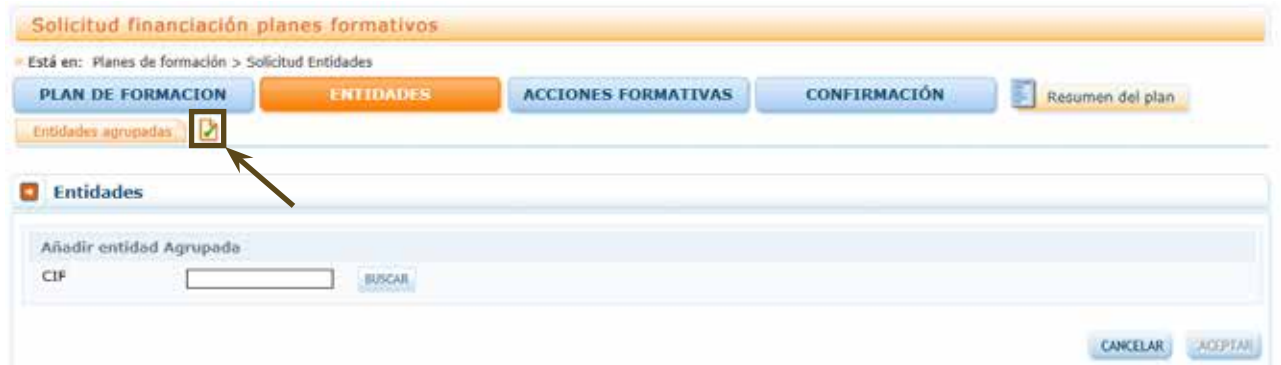 Solicitud financiación planes formativos
Está en: Planes de formación > Solicitud Entidades
PLAN DE FORMACION ENTIDADES ACCIONES FORMATIVAS CONFIRMACIÓN Resumen del plan
Entidades agrupadas
Entidades
Añadir entidad Agrupada
CIF BUSCAR
CANCELAR ACEPTAR